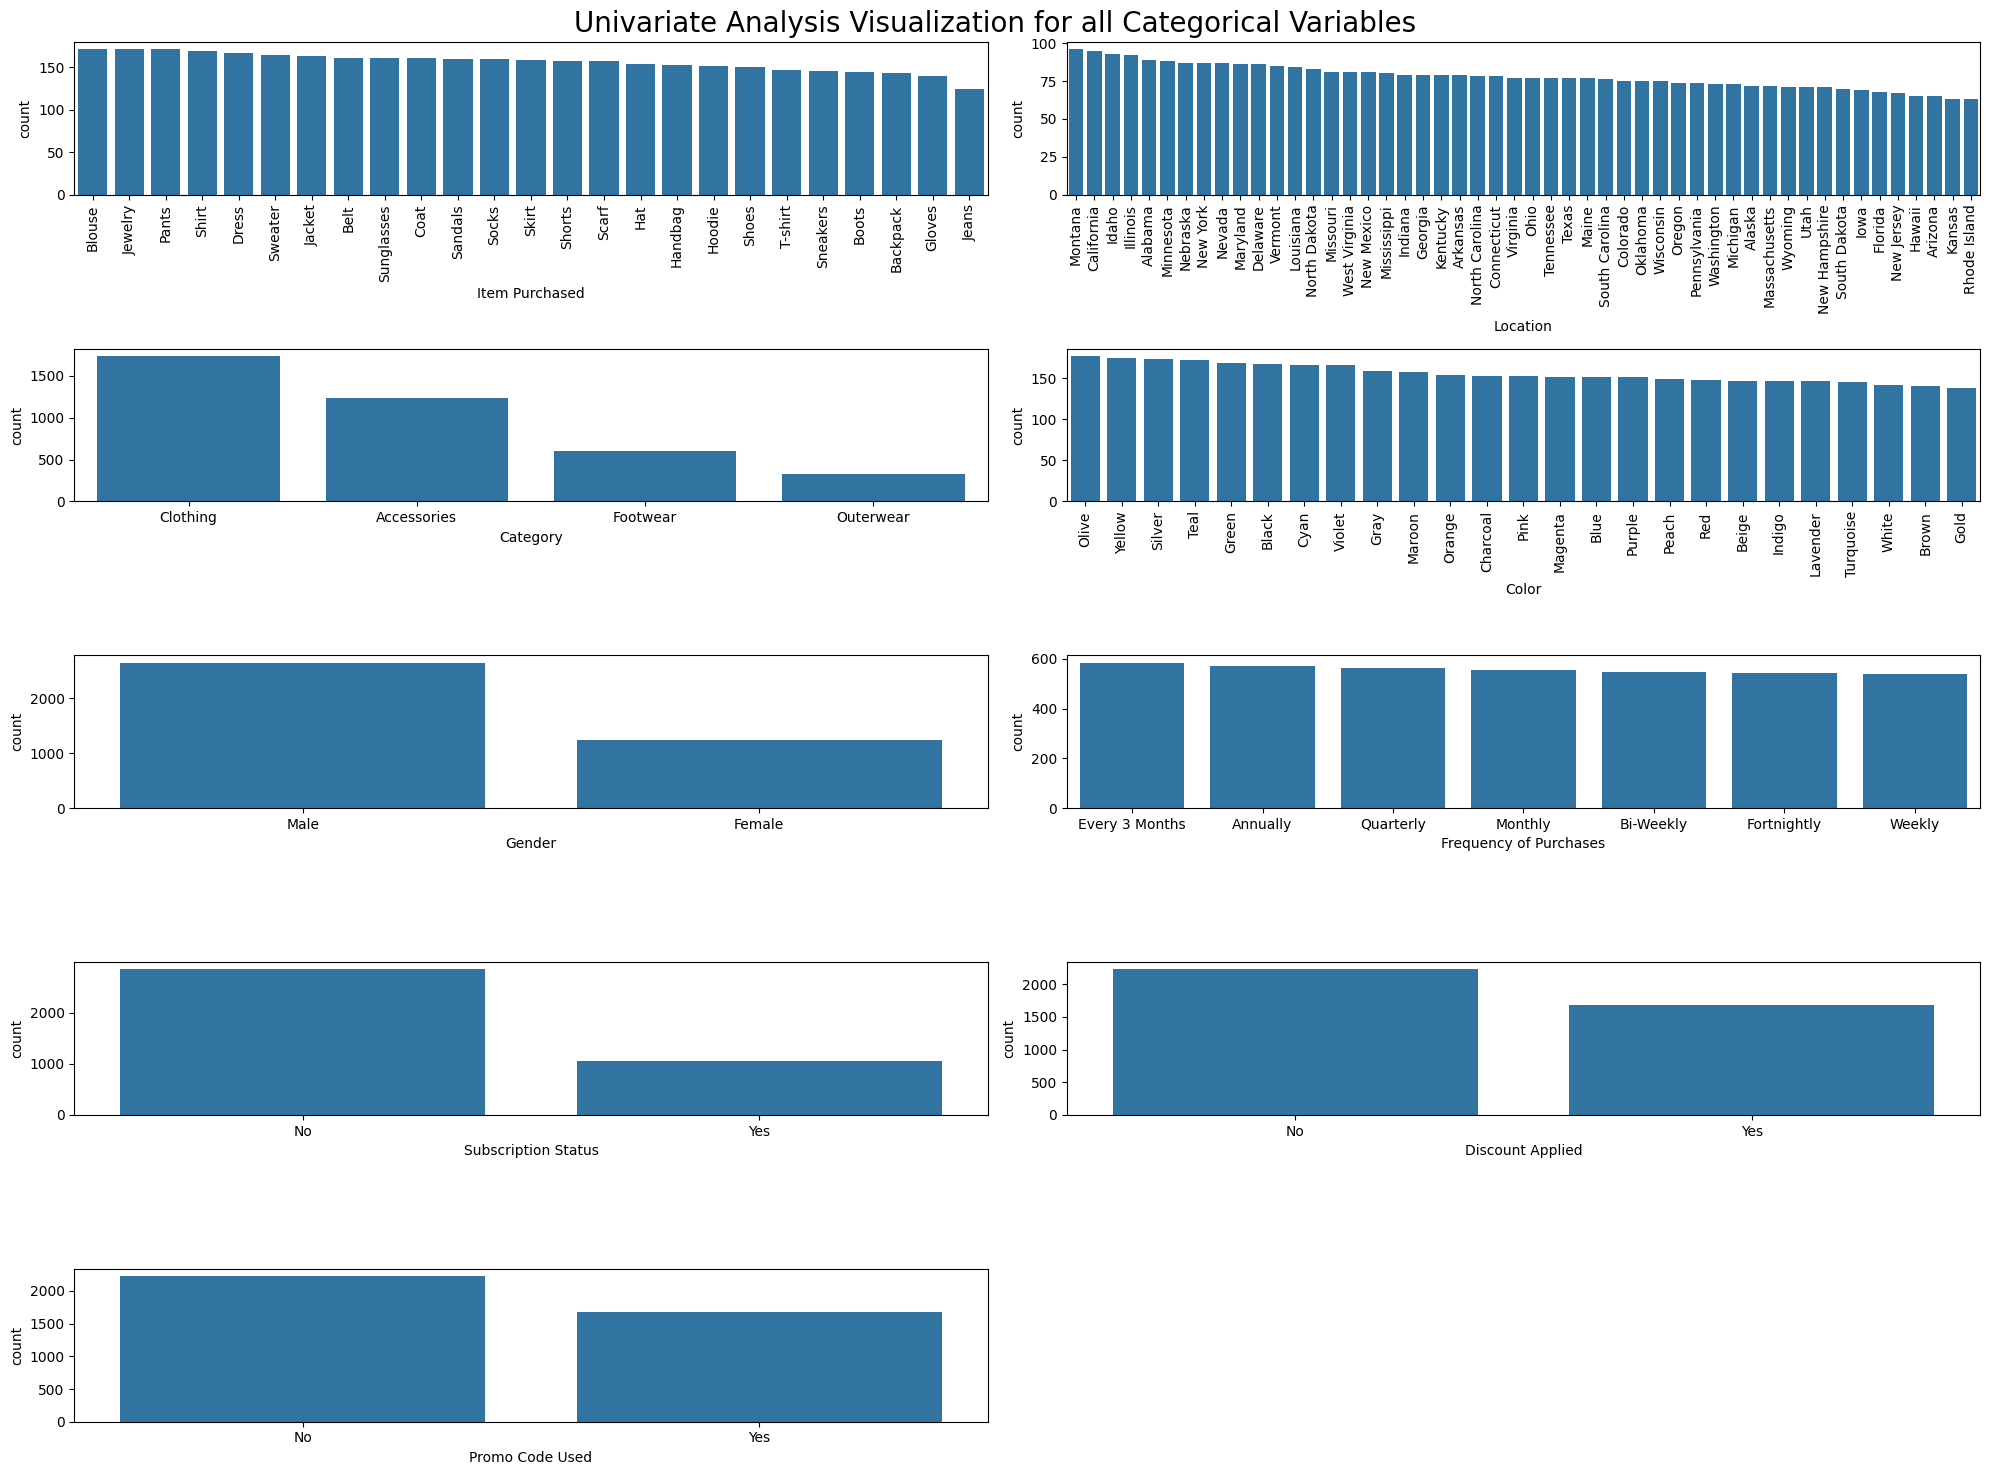 Univariate Analysis Visualization for all Categorical Variables
count
150
100
50
0
Blouse
Jewelry
Pants
Shirt
Dress
Sweater
Jacket
Belt
Sunglasses
Coat
Sandals
Socks
Skirt
Shorts
Scarf
Hat
Handbag
Hoodie
Shoes
T-shirt
Sneakers
Boots
Backpack
Gloves
Jeans
Item Purchased
count
100
75
50
25
0
Montana
California
Idaho
Illinois
Alabama
Minnesota
Nebraska
New York
Nevada
Maryland
Delaware
Vermont
Louisiana
North Dakota
Missouri
West Virginia
New Mexico
Mississippi
Indiana
Georgia
Kentucky
Arkansas
North Carolina
Connecticut
Virginia
Ohio
Tennessee
Texas
Maine
South Carolina
Colorado
Oklahoma
Wisconsin
Oregon
Pennsylvania
Washington
Michigan
Alaska
Massachusetts
Wyoming
Utah
New Hampshire
South Dakota
Iowa
Florida
New Jersey
Hawaii
Arizona
Kansas
Rhode Island
Location
count
1500
1000
500
0
Clothing
Accessories
Footwear
Outerwear
Category
count
150
100
50
0
Olive
Yellow
Silver
Teal
Green
Black
Cyan
Violet
Gray
Maroon
Orange
Charcoal
Pink
Magenta
Blue
Purple
Peach
Red
Beige
Indigo
Lavender
Turquoise
White
Brown
Gold
Color
count
2000
1000
0
Male
Female
Gender
count
600
400
200
0
Every 3 Months
Annually
Quarterly
Monthly
Bi-Weekly
Fortnightly
Weekly
Frequency of Purchases
count
2000
1000
0
No
Yes
Subscription Status
count
2000
1500
1000
500
0
No
Yes
Discount Applied
count
2000
1500
1000
500
0
No
Yes
Promo Code Used